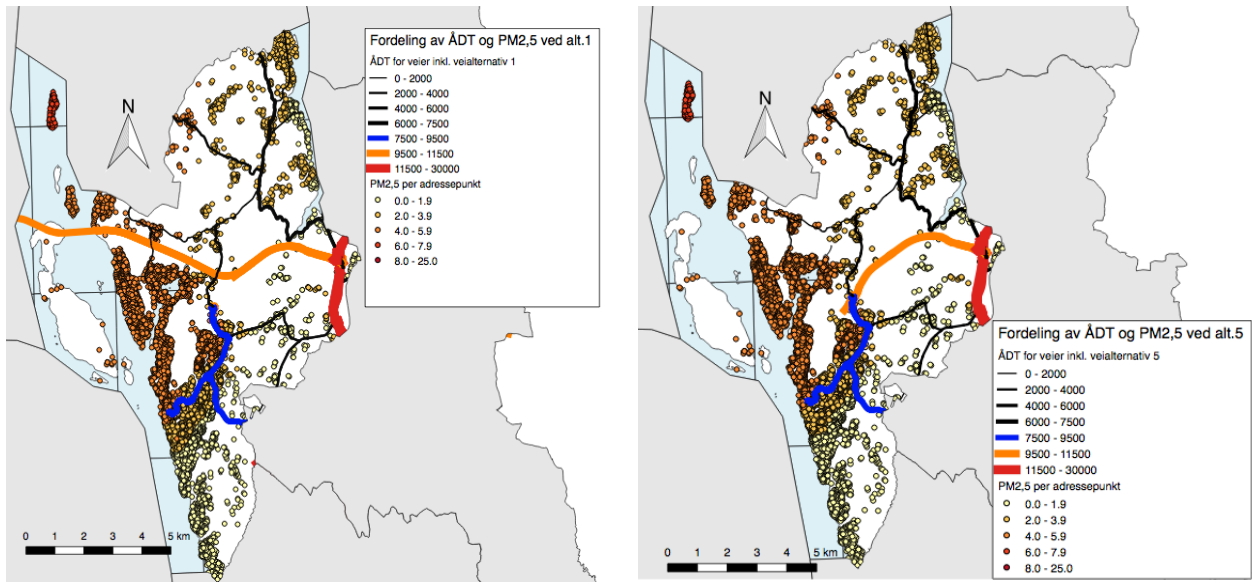 Fordeling av ÅDT og PM2,5 ved alt.1
ÅDT for veier inkl. veialternativ 1
0 - 2000
2000 - 4000
4000 - 6000
6000 - 7500
7500 - 9500
9500 - 11500
11500 - 30000
PM2,5 per adressepunkt
0.0 - 1.9
2.0 - 3.9
4.0 - 5.9
6.0 - 7.9
8.0 - 25.0
N
0 1 2 3 4 5 km
N
Fordeling av ÅDT og PM2,5 ved alt.5
ÅDT for veier inkl. veialternativ 5
0 - 2000
2000 - 4000
4000 - 6000
6000 - 7500
7500 - 9500
9500 - 11500
11500 - 30000
PM2,5 per adressepunkt
0.0 - 1.9
2.0 - 3.9
4.0 - 5.9
6.0 - 7.9
8.0 - 25.0
0 1 2 3 4 5 km